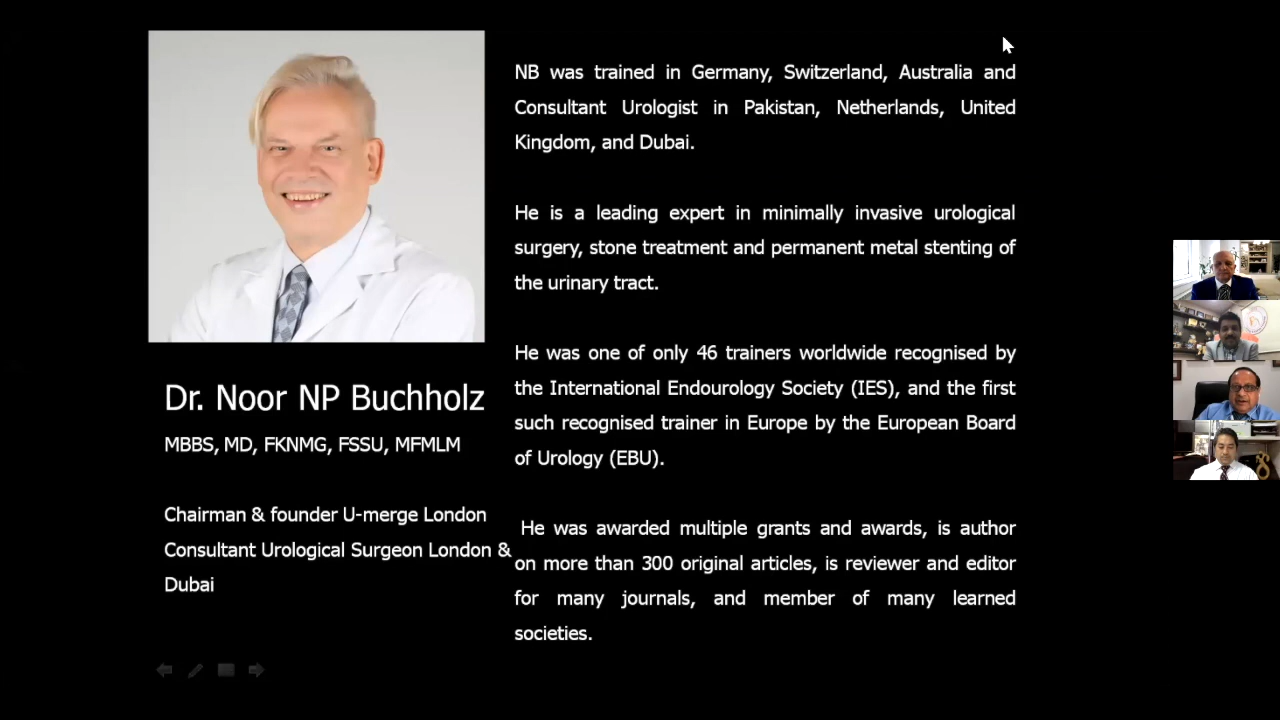 Dr. Noor NP Buchholz
MBBS, MD, FKNMG, FSSU, MFMLM
Chairman & founder U-merge London
Consultant Urological Surgeon London &
Dubai
NB was trained in Germany, Switzerland, Australia and
Consultant Urologist in Pakistan, Netherlands, United
Kingdom, and Dubai.
He is a leading expert in minimally invasive urological
surgery, stone treatment and permanent metal stenting of
the urinary tract.
He was one of only 46 trainers worldwide recognised by
the International Endourology Society (IES), and the first
such recognised trainer in Europe by the European Board
of Urology (EBU).
He was awarded multiple grants and awards, is author
on more than 300 original articles, is reviewer and editor
for many journals, and member of many learned
societies.